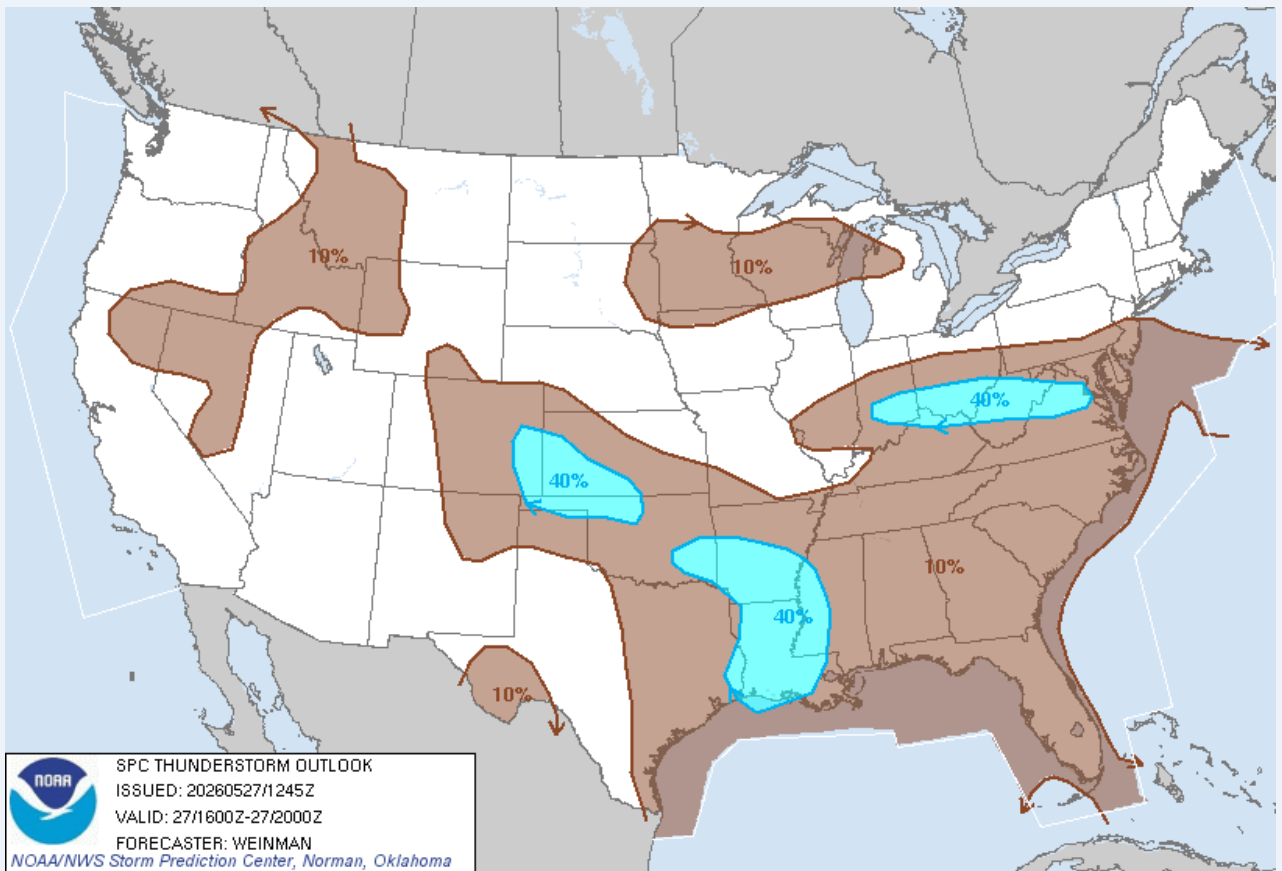 10%
10%
40%
40%
10%
40%
10%
NOAA
SPC THUNDERSTORM OUTLOOK
ISSUED: 20260527/1245Z
VALID: 27/1600Z-27/2000Z
FORECASTER: WEINMAN
NOAA/NWS Storm Prediction Center, Norman, Oklahoma